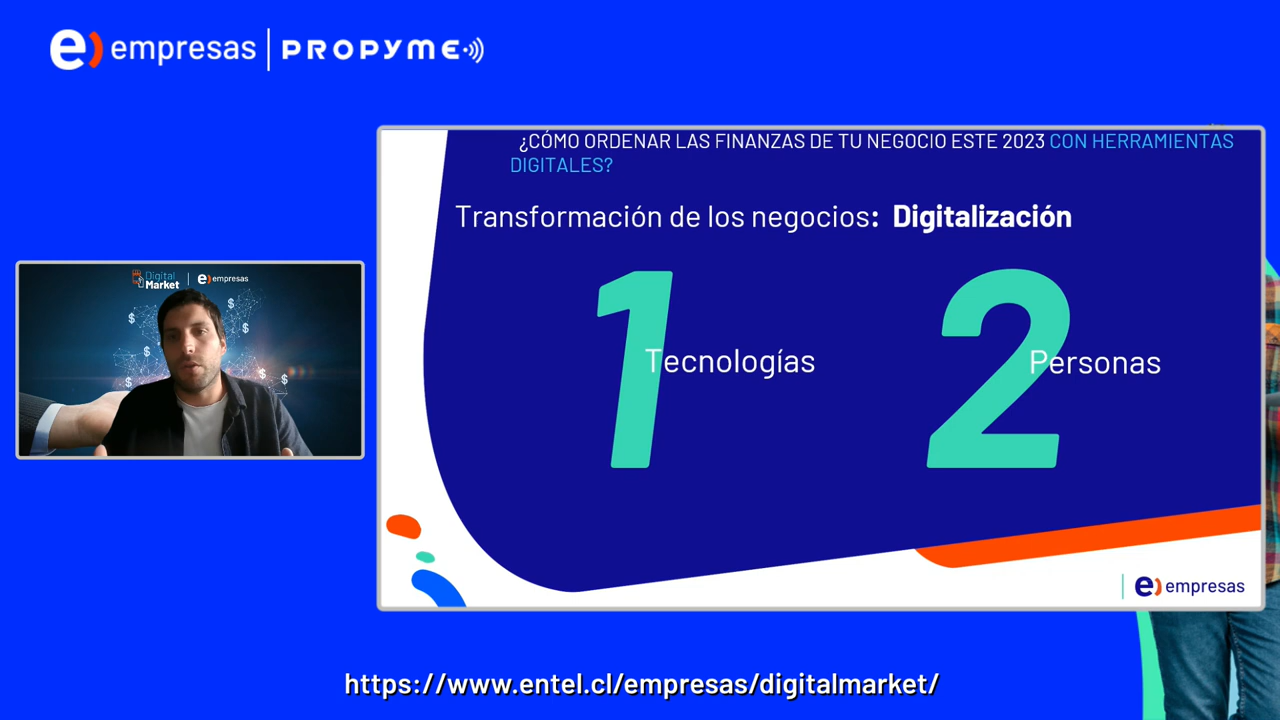 e) empresas | PROPYME
¿CÓMO ORDENAR LAS FINANZAS DE TU NEGOCIO ESTE 2023 CON HERRAMIENTAS
DIGITALES?
Transformación de los negocios: Digitalización
1 Tecnologías
2 Personas
Digital
Market | e) empresas
$
$
$
$
$
$
$
e) empresas
https://www.entel.cl/empresas/digitalmarket/